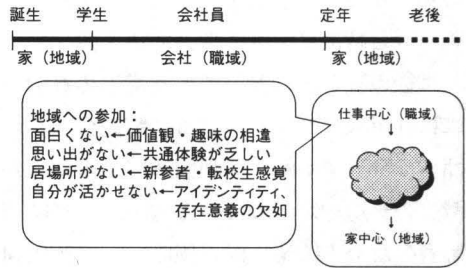 誕生 学生 会社員 定年 老後
家（地域） 会社（職域） 家（地域）
地域への参加：
面白くない←価値観・趣味の相違
思い出がない←共通体験が乏しい
居場所がない←新参者・転校生感覚
自分が活かせない←アイデンティティ、
存在意義の欠如
仕事中心（職域）
↓
↓
家中心（地域）